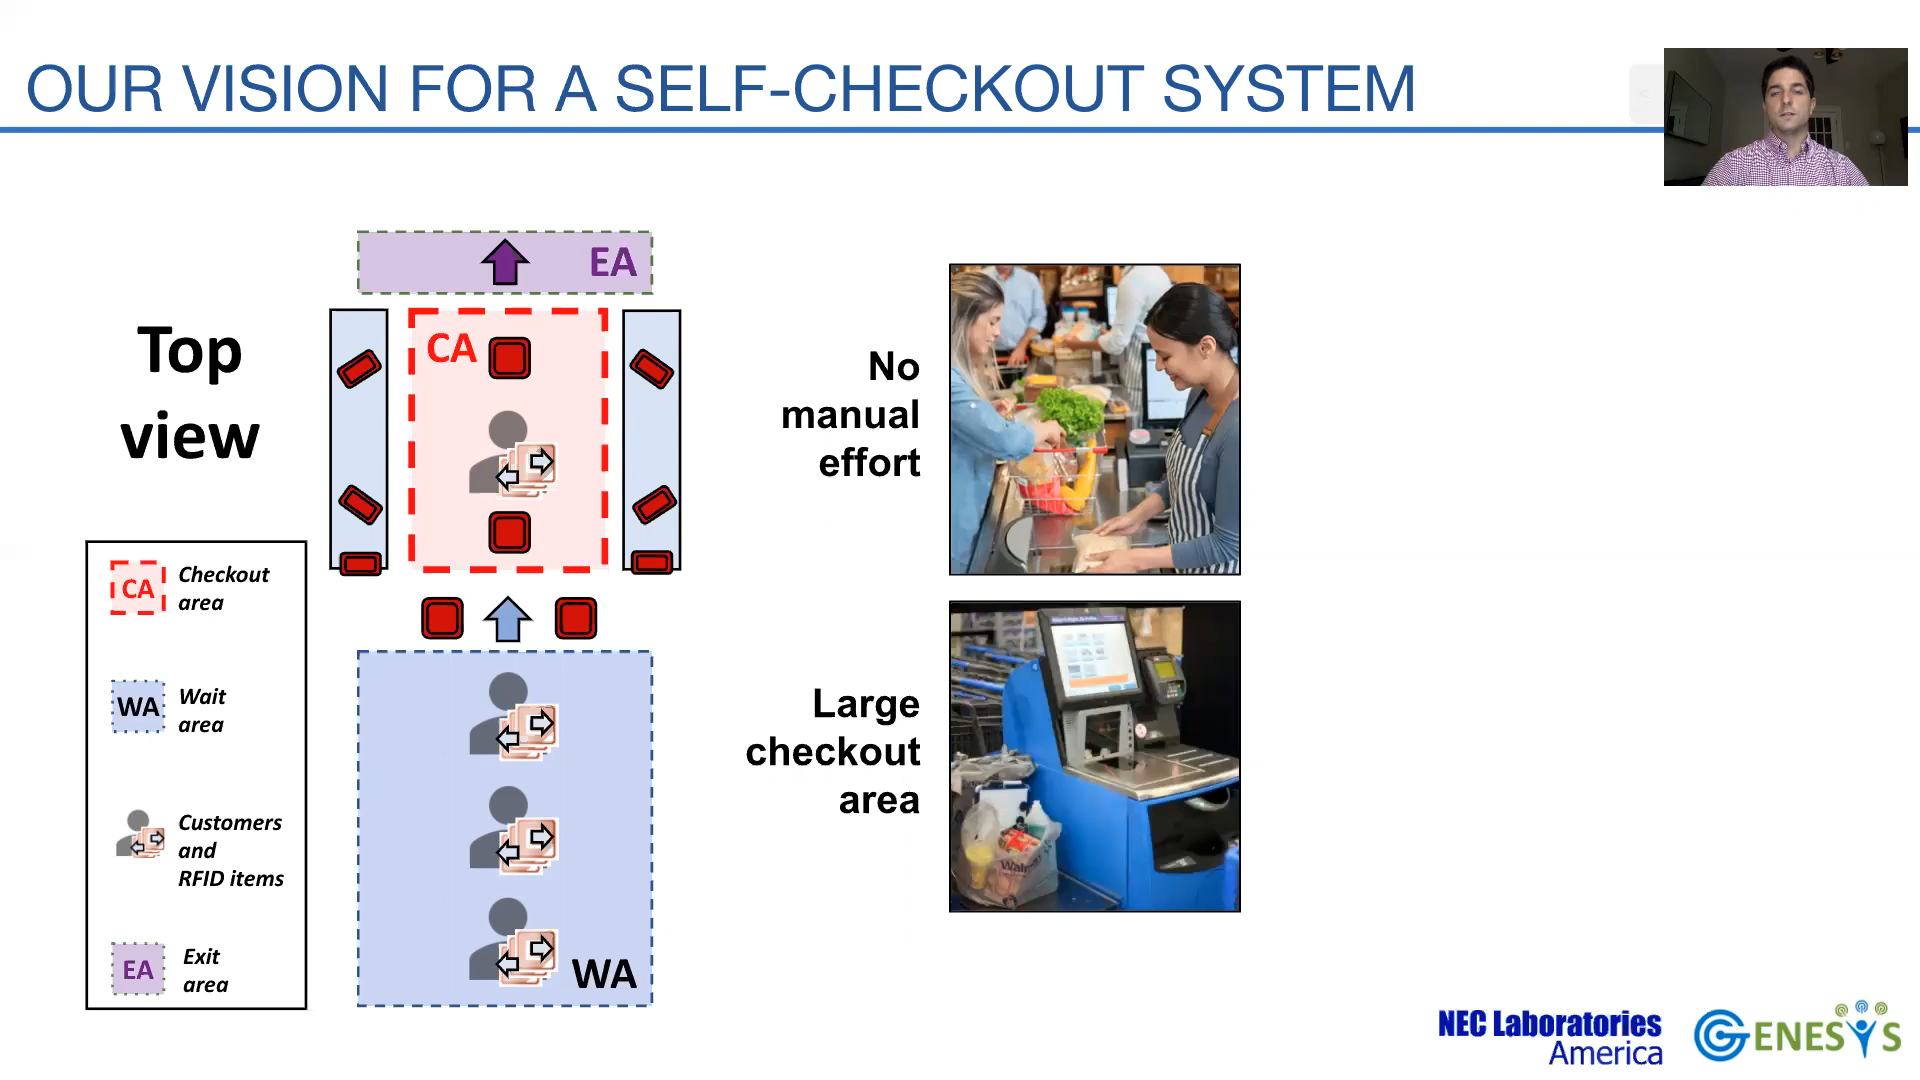 OUR VISION FOR A SELF-CHECKOUT SYSTEM
EA
CA
Top
view
WA
CA
Checkout
area
WA
Wait
area
Customers
and
RFID items
EA
Exit
area
No
manual
effort
Large
checkout
area
NEC Laboratories
America
GENESYS